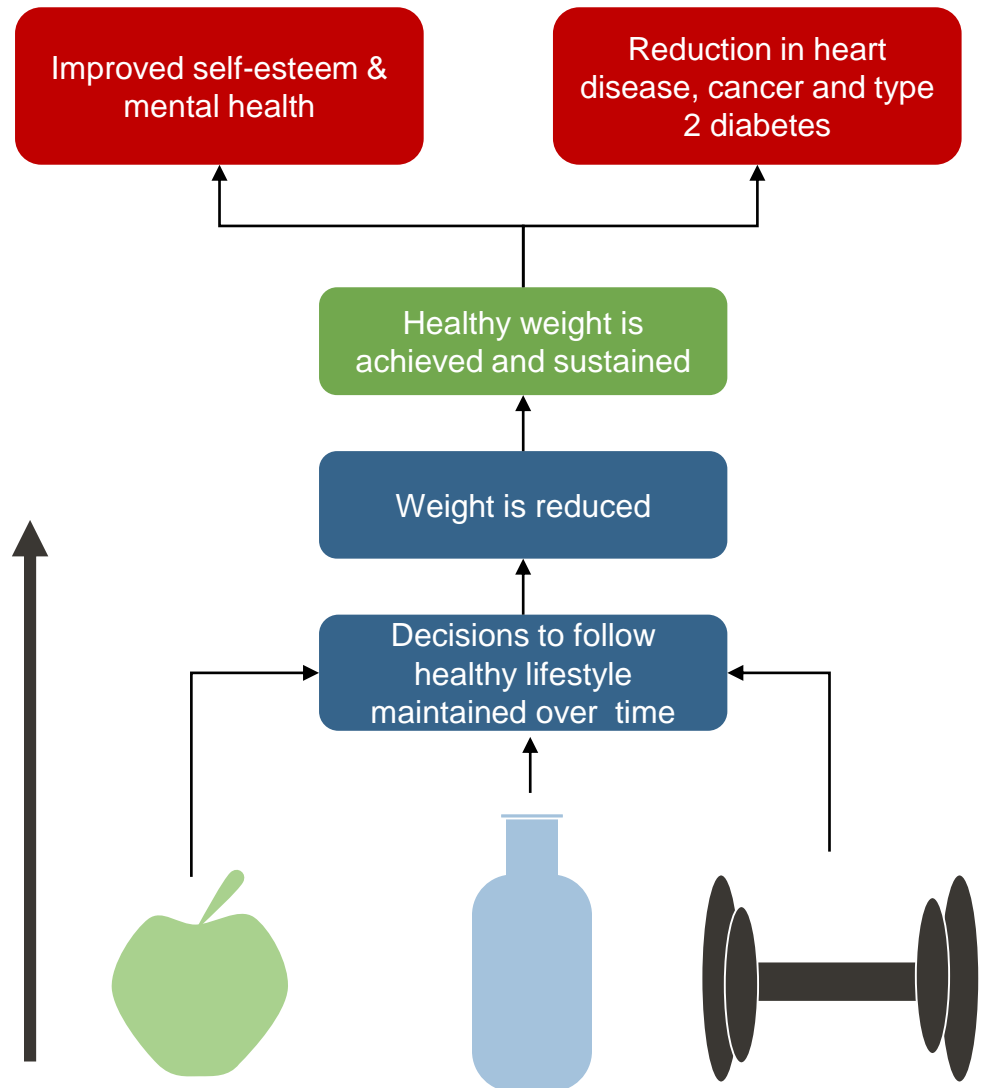 Improved self-esteem &
mental health
Reduction in heart
disease, cancer and type
2 diabetes
Healthy weight is
achieved and sustained
Weight is reduced
Decisions to follow
healthy lifestyle
maintained over  time